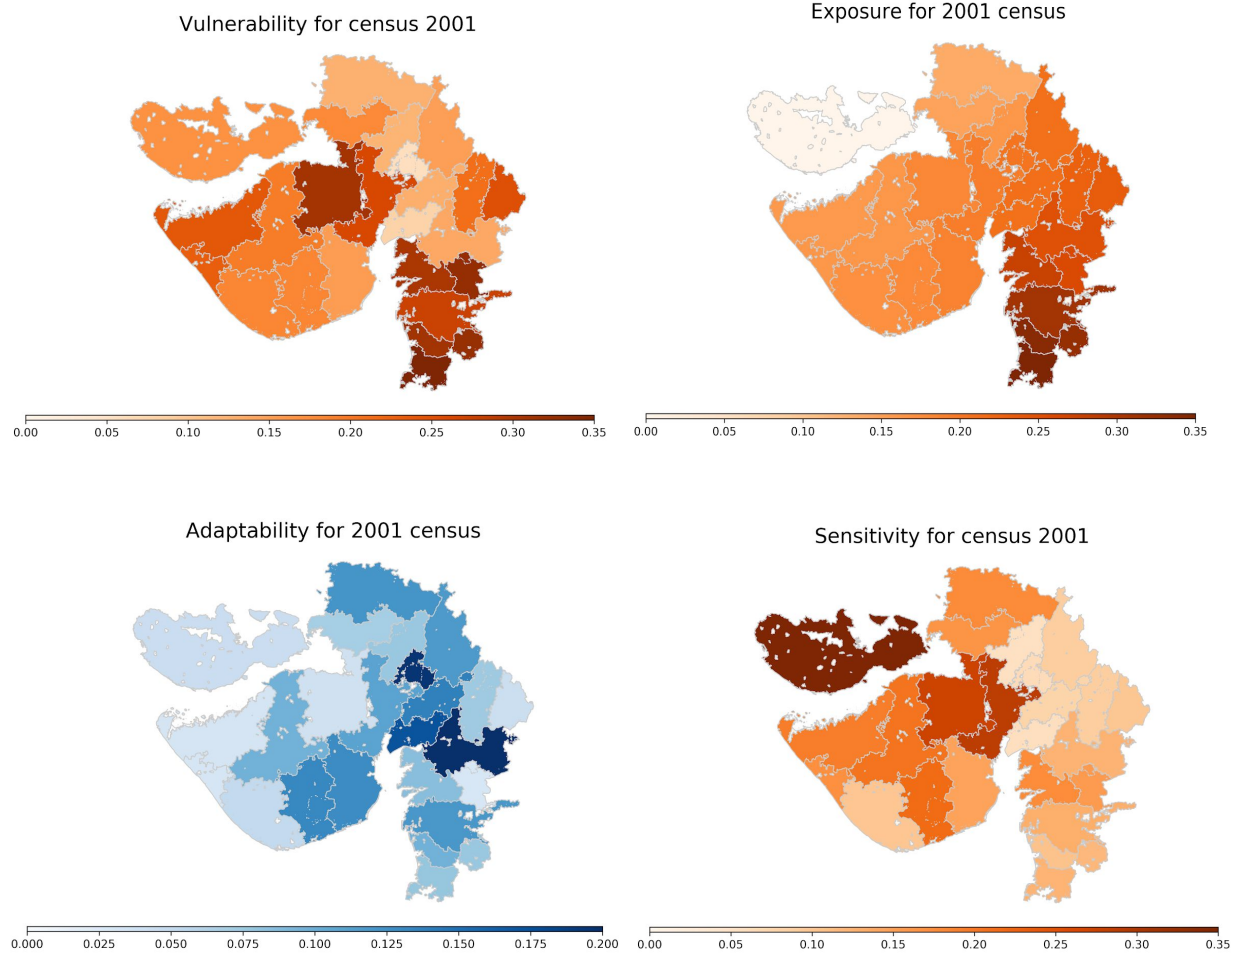 Vulnerability for census 2001
Exposure for 2001 census
0.00 0.05 0.10 0.15 0.20 0.25 0.30 0.35
0.00 0.05 0.10 0.15 0.20 0.25 0.30 0.35
Adaptability for 2001 census
Sensitivity for census 2001
0.000 0.025 0.050 0.075 0.100 0.125 0.150 0.175 0.200
0.00 0.05 0.10 0.15 0.20 0.25 0.30 0.35